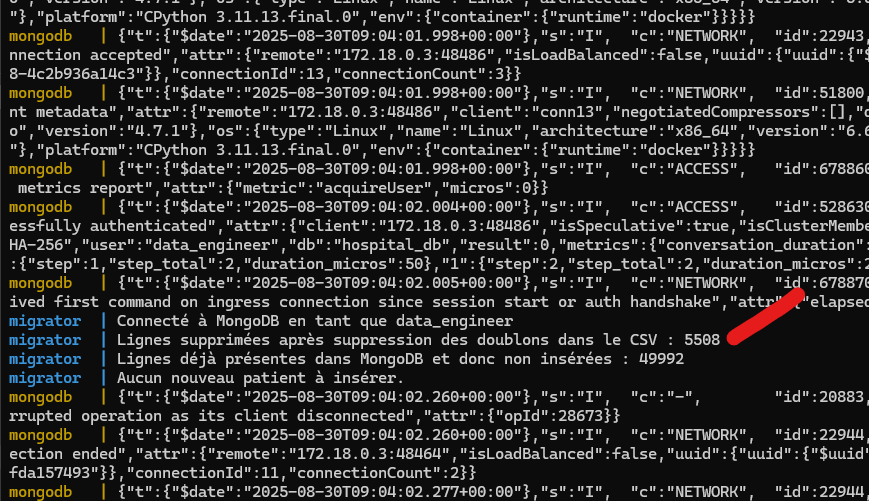 "},"platform":"CPython 3.11.13.final.0","env":{"container":{"runtime":"docker"}}}}}
mongodb | {"t":{"$date":"2025-08-30T09:04:01.998+00:00"},"s":"I", "c":"NETWORK", "id":22943,
nnection accepted","attr":{"remote":"172.18.0.3:48486","isLoadBalanced":false,"uuid":{"uuid":{"$
8-4c2b936a14c3"}},"connectionId":13,"connectionCount":3}}
mongodb | {"t":{"$date":"2025-08-30T09:04:01.998+00:00"},"s":"I", "c":"NETWORK", "id":51800,
nt metadata","attr":{"remote":"172.18.0.3:48486","client":"conn13","negotiatedCompressors":[],"d
o","version":"4.7.1"},"os":{"type":"Linux","name":"Linux","architecture":"x86_64","version":"6.6
"},"platform":"CPython 3.11.13.final.0","env":{"container":{"runtime":"docker"}}}}}
mongodb | {"t":{"$date":"2025-08-30T09:04:01.998+00:00"},"s":"I", "c":"ACCESS", "id":678860
metrics report","attr":{"metric":"acquireUser","micros":0}}
mongodb | {"t":{"$date":"2025-08-30T09:04:02.004+00:00"},"s":"I", "c":"ACCESS", "id":528630
essfully authenticated","attr":{"client":"172.18.0.3:48486","isSpeculative":true,"isClusterMembe
HA-256","user":"data_engineer","db":"hospital_db","result":0,"metrics":{"conversation_duration":
:{"step":1,"step_total":2,"duration_micros":50},"1":{"step":2,"step_total":2,"duration_micros":2
mongodb | {"t":{"$date":"2025-08-30T09:04:02.005+00:00"},"s":"I", "c":"NETWORK", "id":678870
ived first command on ingress connection since session start or auth handshake","attr":{"elapsed
migrator | Connecté à MongoDB en tant que data_engineer
migrator | Lignes supprimées après suppression des doublons dans le CSV : 5508
migrator | Lignes déjà présentes dans MongoDB et donc non insérées : 49992
migrator | Aucun nouveau patient à insérer.
mongodb | {"t":{"$date":"2025-08-30T09:04:02.260+00:00"},"s":"I", "c":"-", "id":20883,
rrupted operation as its client disconnected","attr":{"opId":28673}}
mongodb | {"t":{"$date":"2025-08-30T09:04:02.260+00:00"},"s":"I", "c":"NETWORK", "id":22944,
ection ended","attr":{"remote":"172.18.0.3:48464","isLoadBalanced":false,"uuid":{"uuid":{"$uuid"
fda157493"}},"connectionId":11,"connectionCount":2}}
mongodb | {"t":{"$date":"2025-08-30T09:04:02.277+00:00"},"s":"I", "c":"NETWORK", "id":22944,